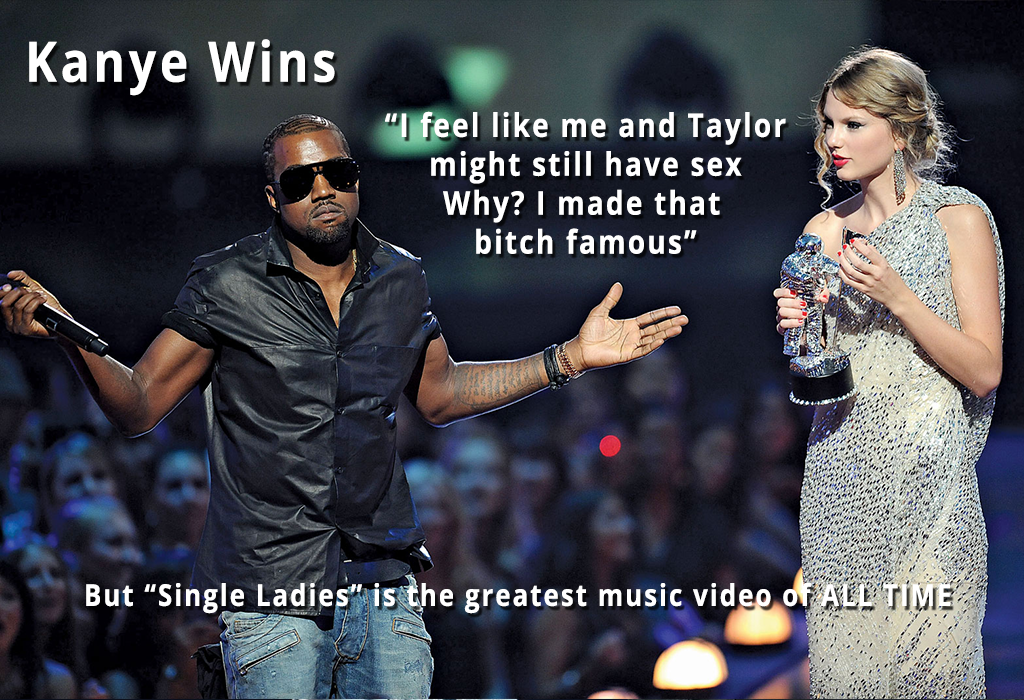 Kanye Wins
“I feel like me and Taylor
might still have sex
Why? I made that
bitch famous”
But “Single Ladies” is the greatest music video of ALL TIME